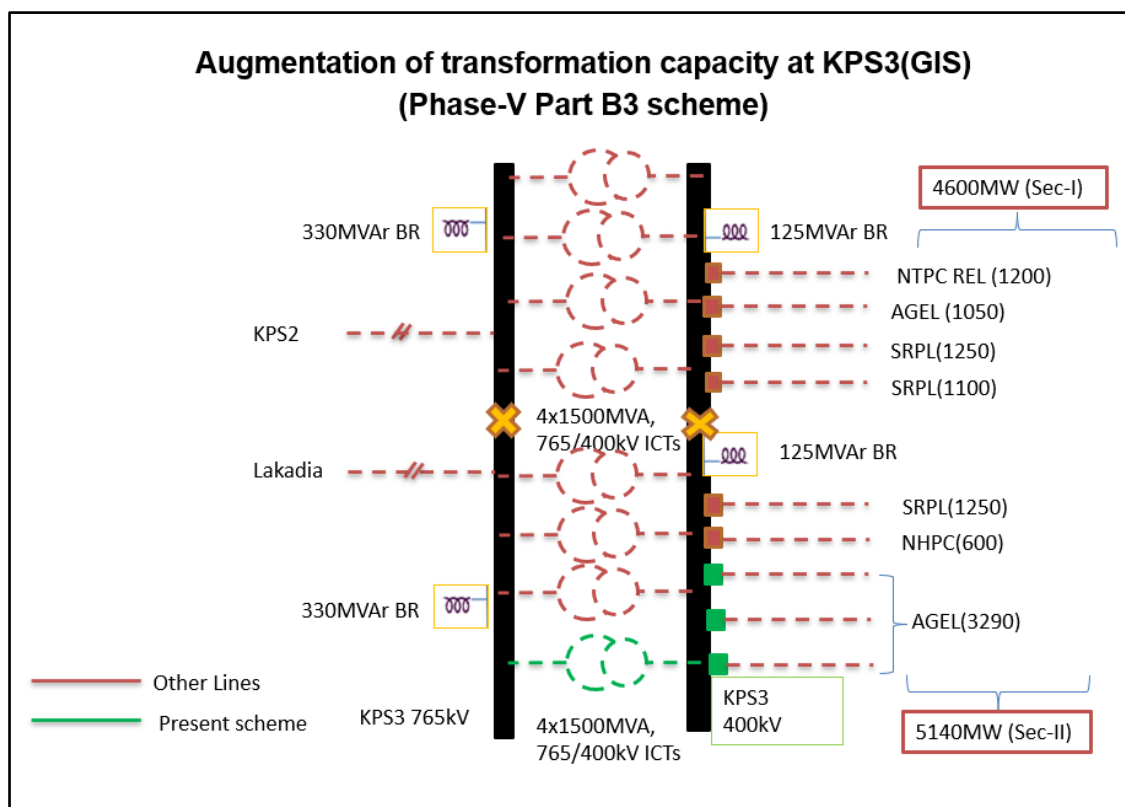 Augmentation of transformation capacity at KPS3(GIS)
(Phase-V Part B3 scheme)
4600MW (Sec-I)
330MVAr BR
125MVAr BR
NTPC REL (1200)
AGEL (1050)
KPS2
SRPL(1250)
SRPL(1100)
4x1500MVA,
765/400kV ICTs
125MVAr BR
Lakadia
SRPL(1250)
NHPC(600)
330MVAr BR
AGEL(3290)
Other Lines
Present scheme
KPS3 765kV
4x1500MVA,
765/400kV ICTs
KPS3
400kV
5140MW (Sec-II)